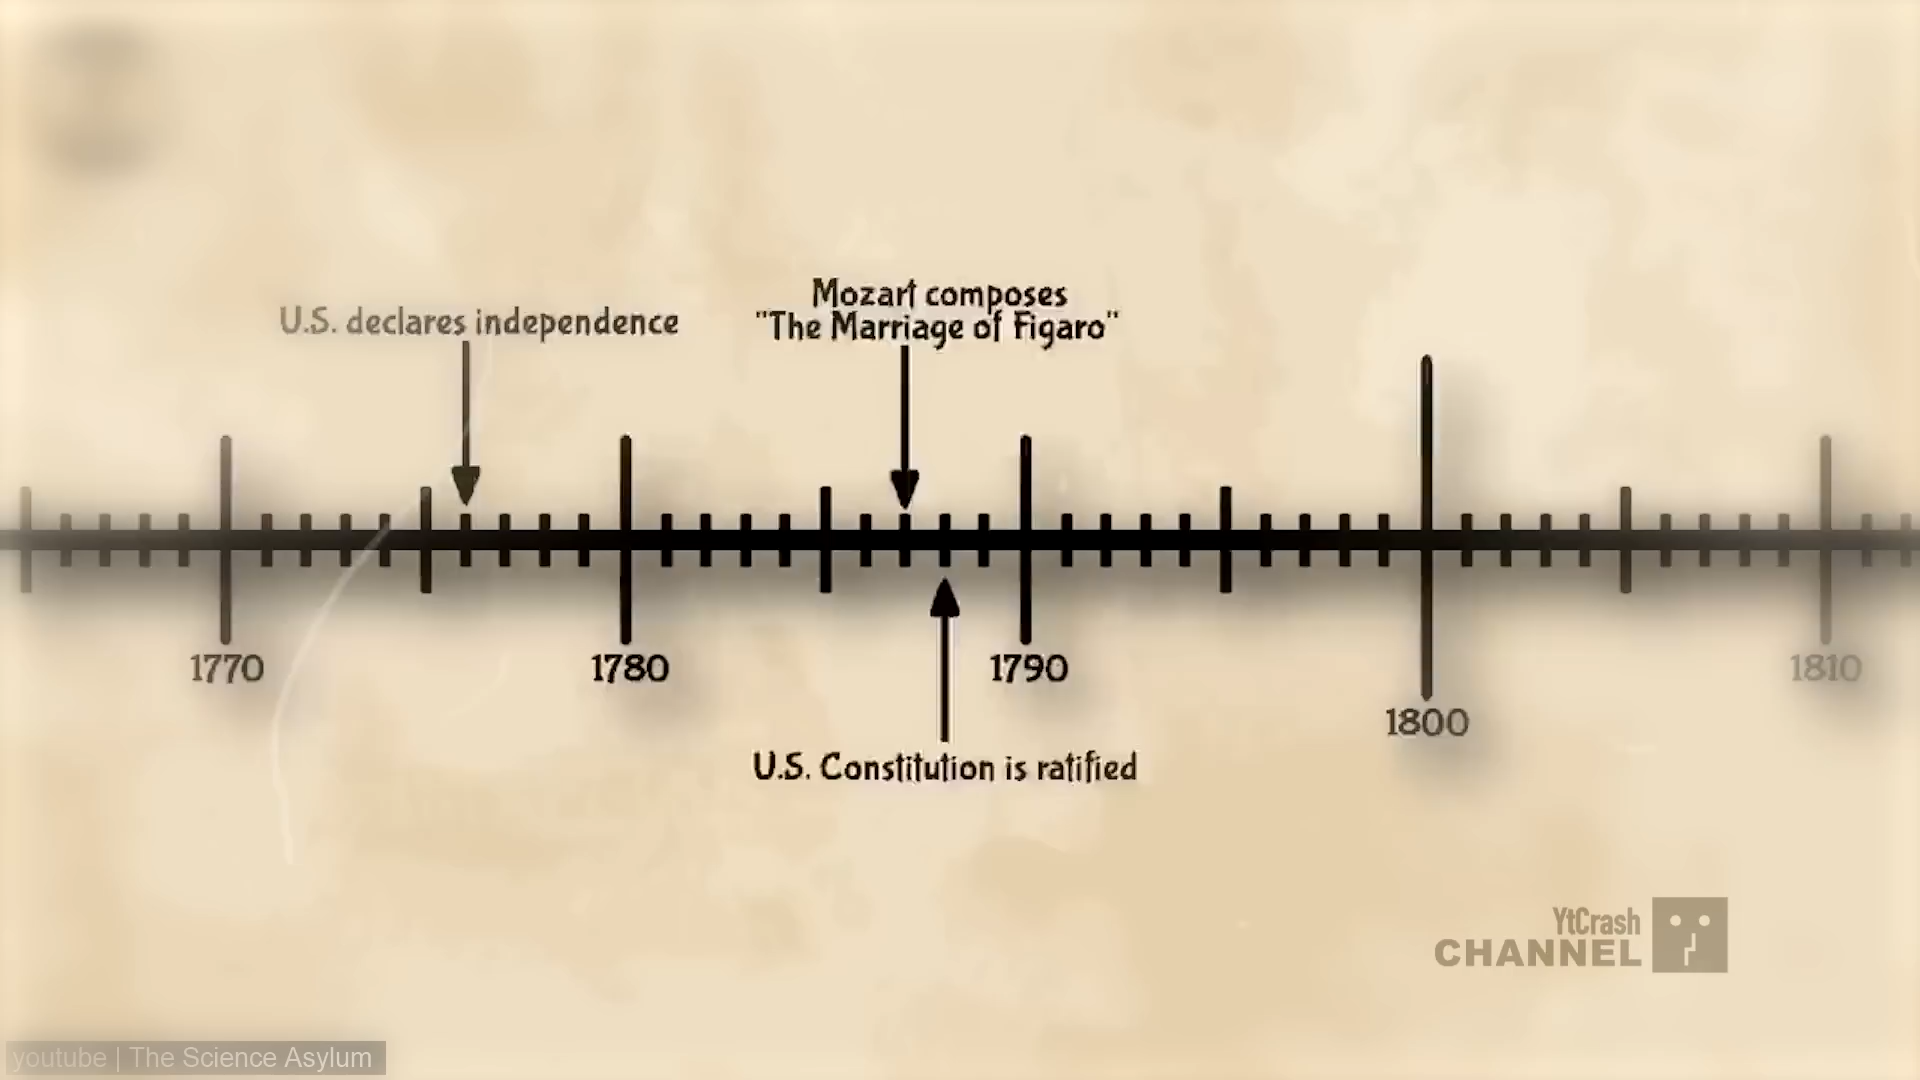 U.S. declares independence
Mozart composes
"The Marriage of Figaro"
1770
1780
1790
1800
1810
U.S. Constitution is ratified
YtCrash
CHANNEL
youtube | The Science Asylum